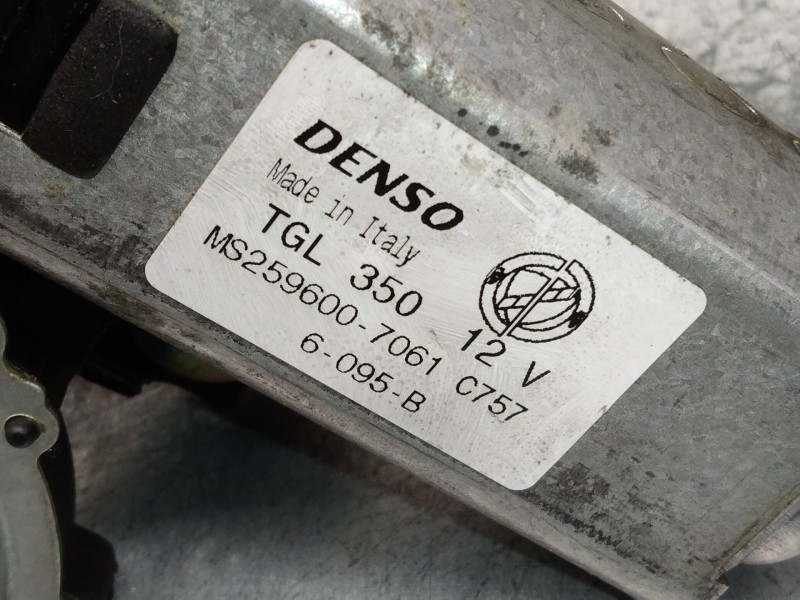 DENSO
Made in Italy
TGL 350 12 V
MS259600-7061 C757
6-095-B